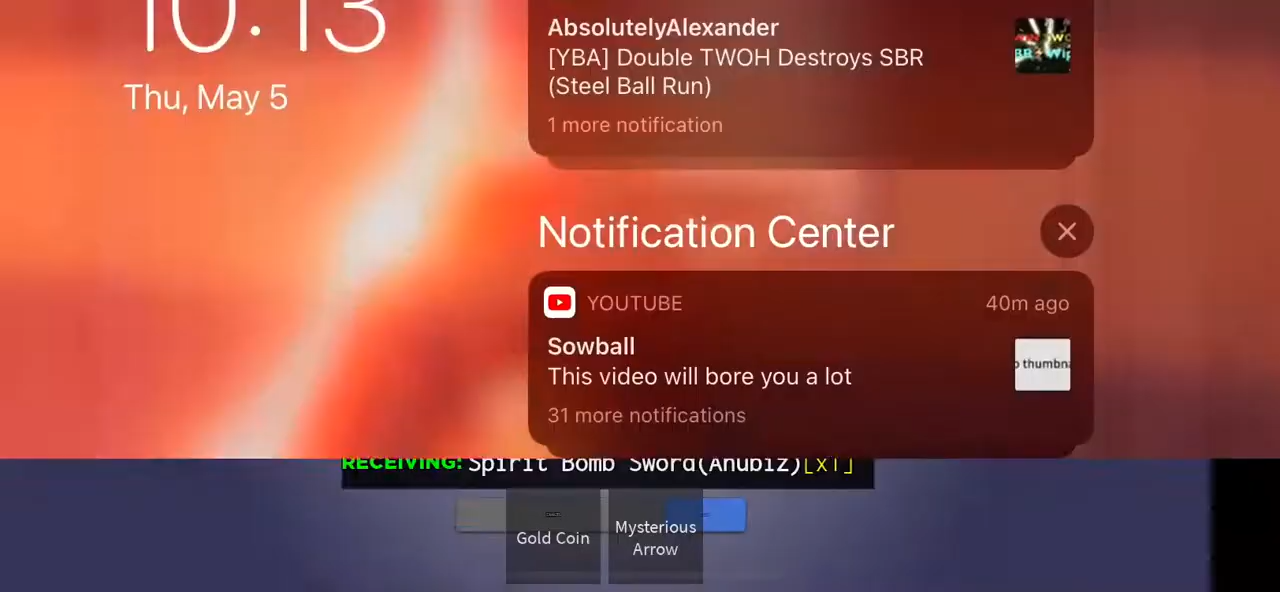 10:13
Thu, May 5
AbsolutelyAlexander
[YBA] Double TWOH Destroys SBR
(Steel Ball Run)
1 more notification
Notification Center
YOUTUBE
40m ago
Sowball
This video will bore you a lot
31 more notifications
RECEIVING: Spirit Bomb Sword(Anubiz)[x1]
Gold Coin
Mysterious
Arrow